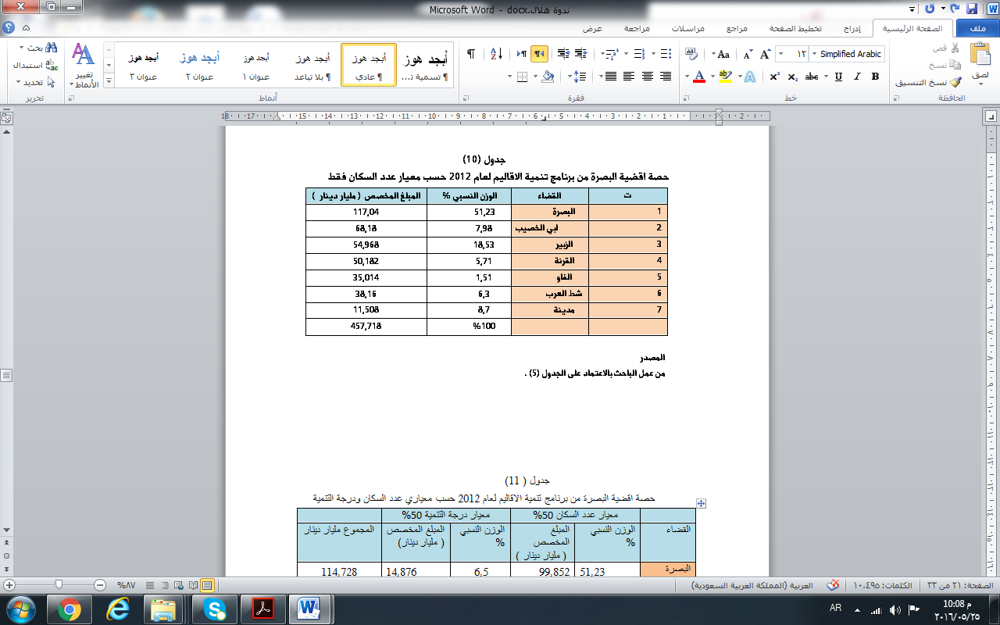 ندوة هلال.docx - Microsoft Word
ملف الصفحة الرئيسية إدراج تخطيط الصفحة مراجع مراسلات مراجعة عرض
لصق قص نسخ نسخ التنسيق
الحافظة
Simplified Arabic ١٢
خط
فقرة
أبجد هوز تسمية ت...
أبجد هوز عادي
أبجد هوز بلا تباعد
أبجد هوز عنوان ١
أبجد هوز عنوان ٢
أبجد هوز عنوان ٣
تغيير الأنماط
أنماط
بحث
استبدال
تحديد
تحرير
جدول (10)
حصة اقضية البصرة من برنامج تنمية الاقاليم لعام 2012 حسب معيار عدد السكان فقط
ت القضاء الوزن النسبي % المبلغ المخصص ( مليار دينار )
1 البصرة 51,23 117,04
2 ابي الخصيب 7,98 68,18
3 الزبير 18,53 54,968
4 القرنة 5,71 50,182
5 الفاو 1,51 35,014
6 شط العرب 6,3 38,16
7 مدينة 8,7 11,508
%100 457,718
المصدر
من عمل الباحث بالاعتماد على الجدول (5) .
جدول ( 11)
حصة اقضية البصرة من برنامج تنمية الاقاليم لعام 2012 حسب معياري عدد السكان ودرجة التنمية
معيار عدد السكان 50% معيار درجة التنمية 50%
القضاء الوزن النسبي % المبلغ المخصص ( مليار دينار ) الوزن النسبي % المبلغ المخصص ( مليار دينار) المجموع مليار دينار
البصرة 51,23 99,852 6,5 14,876 114,728
الصفحة: ٢١ من ٣٣ الكلمات: ١٠,٤٩٥ العربية (المملكة العربية السعودية) ٨٧%
AR 10:08 م
٢٠١٦/٠٥/٢٥